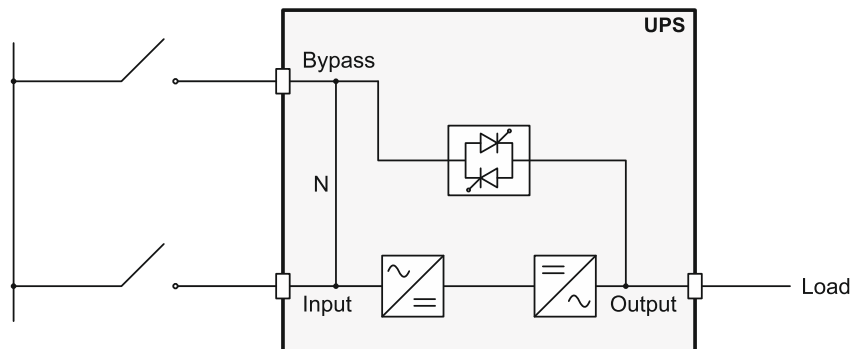 UPS
Bypass
N
Input
Output
Load